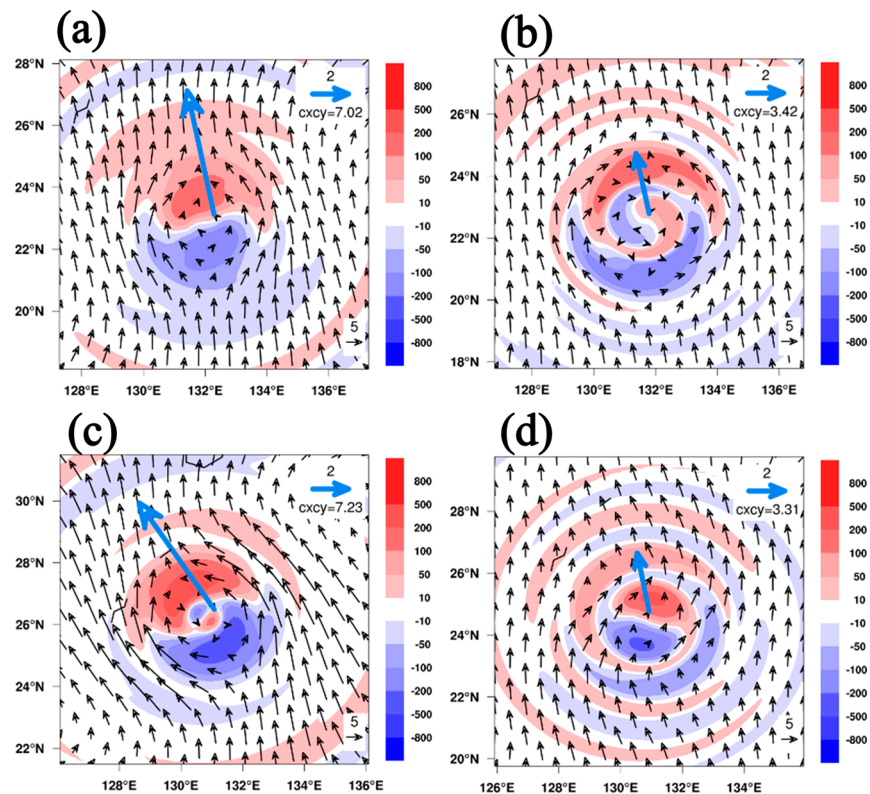 (a)
28°N
26°N
24°N
22°N
20°N
128°E 130°E 132°E 134°E 136°E
2
cxcy=7.02
5
800
500
200
100
50
10
-10
-50
-100
-200
-500
-800
(b)
26°N
24°N
22°N
20°N
18°N
128°E 130°E 132°E 134°E 136°E
2
cxcy=3.42
5
800
500
200
100
50
10
-10
-50
-100
-200
-500
-800
(c)
30°N
28°N
26°N
24°N
22°N
128°E 130°E 132°E 134°E 136°E
2
cxcy=7.23
5
800
500
200
100
50
10
-10
-50
-100
-200
-500
-800
(d)
28°N
26°N
24°N
22°N
20°N
126°E 128°E 130°E 132°E 134°E
2
cxcy=3.31
5
800
500
200
100
50
10
-10
-50
-100
-200
-500
-800